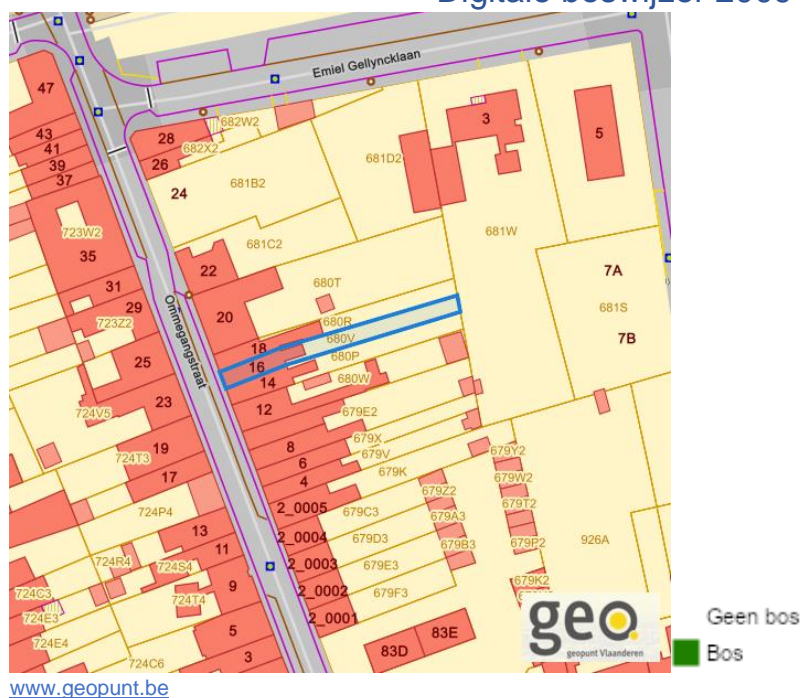 Digitale boswijzer 2000
Emiel Gellyncklaan
47
43
41
39
37
723W2
35
31
29
723Z2
25
724V5
23
19
724T3
17
724P4
13
11
724R4
724S4
9
724T4
724C3
724E3
724E4
5
724C6
3
Ommegangstraat
682W2
28
682X2
26
24
681B2
681D2
3
5
681C2
681W
22
680T
7A
681S
20
680R
680V
7B
18
680P
16
680W
14
12
679E2
8
679X
6
679V
679Y2
4
679K
679W2
2_0005
679Z2
679C3
679T2
679A3
2_0004
679D3
679B3
679P2
926A
2_0003
679E3
2_0002
679F3
679K2
2_0001
83E
83D
geo
geopunt Vlaanderen
Geen bos
Bos
www.geopunt.be